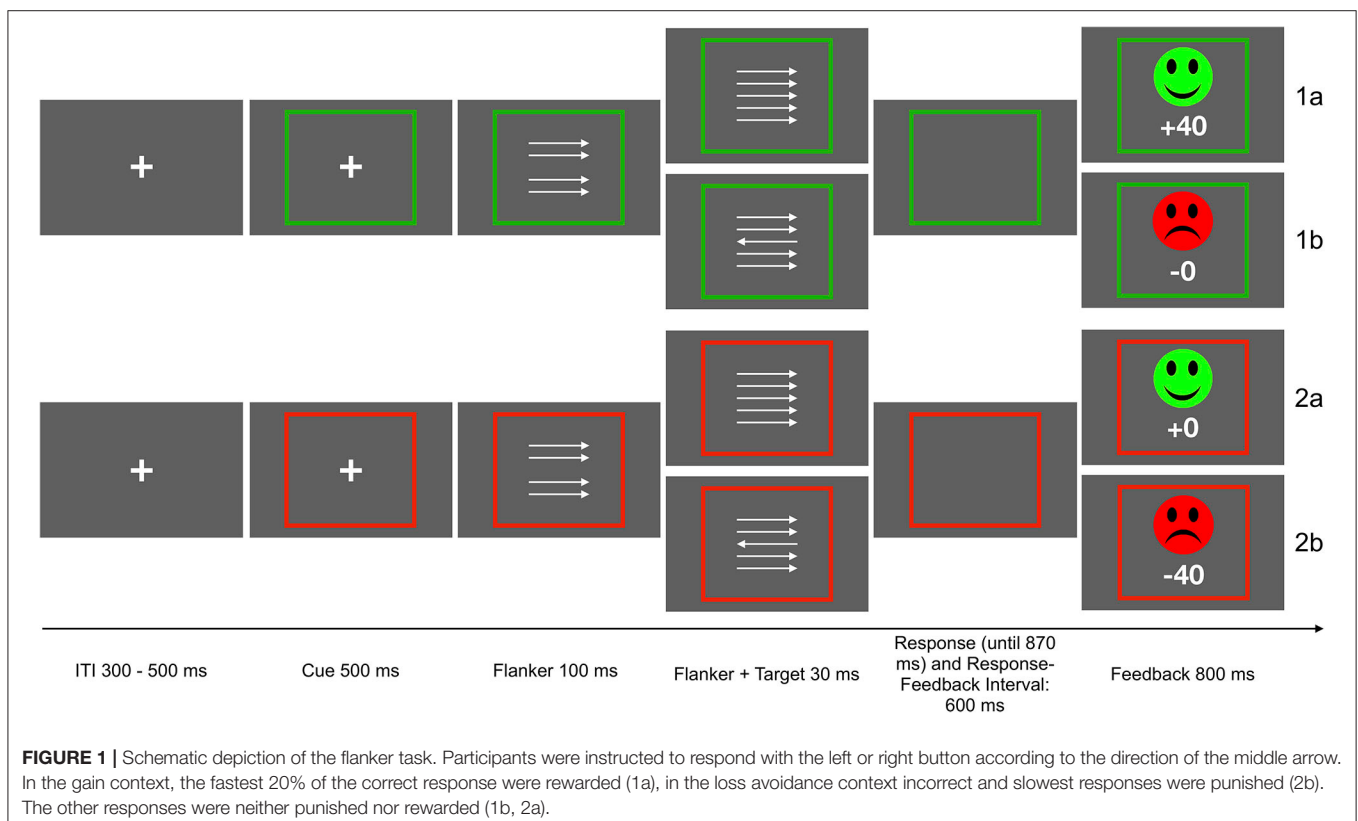 +
+
+40
1a
-0
1b
+
+
+0
2a
-40
2b
ITI 300 - 500 ms
Cue 500 ms
Flanker 100 ms
Flanker + Target 30 ms
Response (until 870
ms) and Response-
Feedback Interval:
600 ms
Feedback 800 ms
FIGURE 1 | Schematic depiction of the flanker task. Participants were instructed to respond with the left or right button according to the direction of the middle arrow.
In the gain context, the fastest 20% of the correct response were rewarded (1a), in the loss avoidance context incorrect and slowest responses were punished (2b).
The other responses were neither punished nor rewarded (1b, 2a).